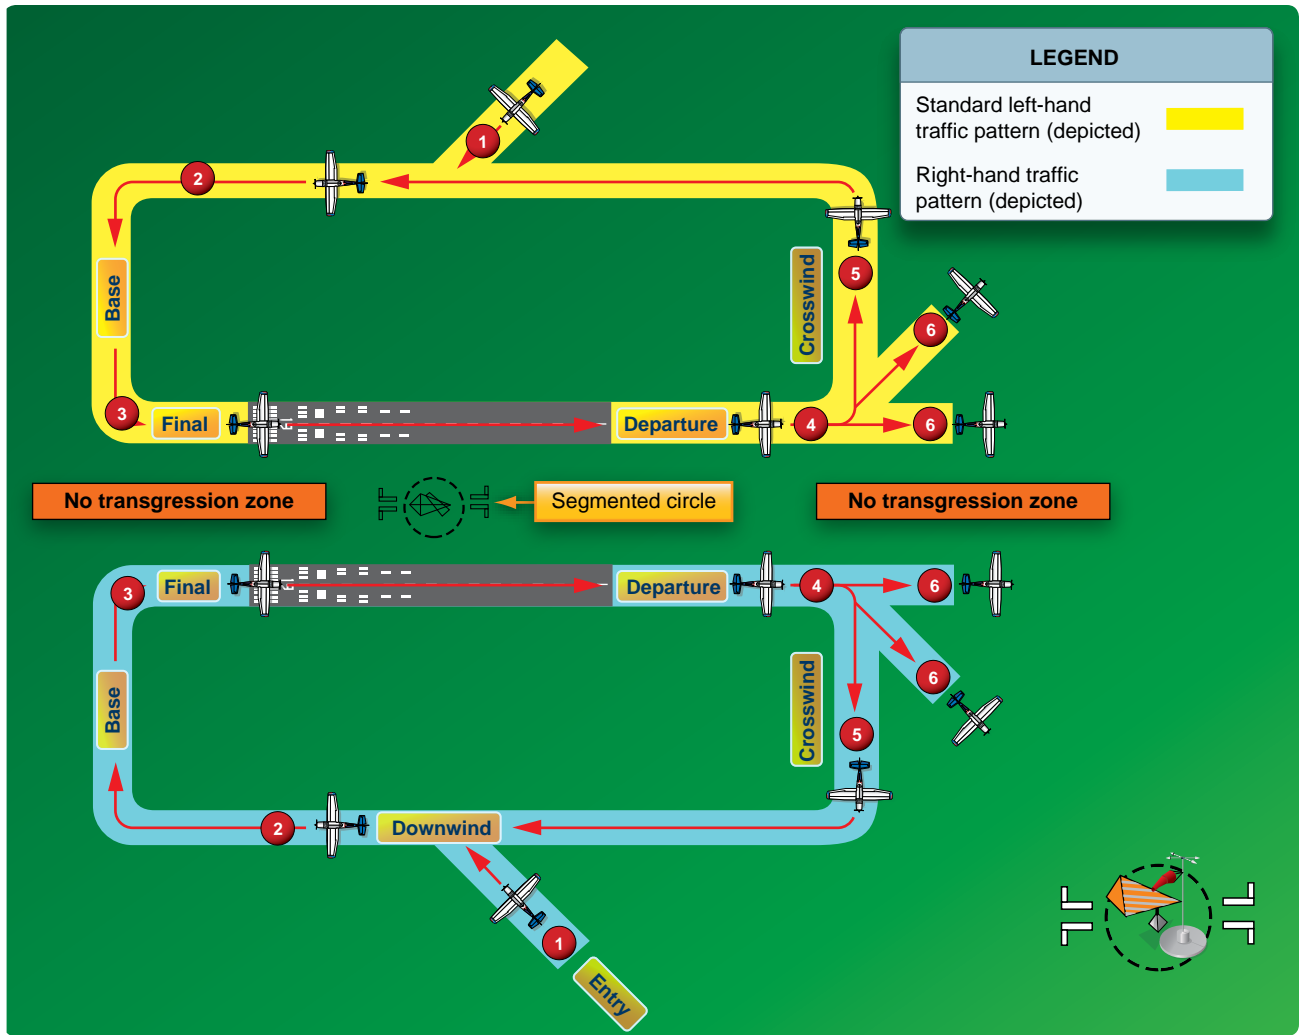 LEGEND
Standard left-hand
traffic pattern (depicted)
Right-hand traffic
pattern (depicted)
1
2
Base
Crosswind
5
6
3
Final
Departure
4
6
No transgression zone
Segmented circle
No transgression zone
3
Final
Departure
4
6
Base
Crosswind
6
5
2
Downwind
1
Entry